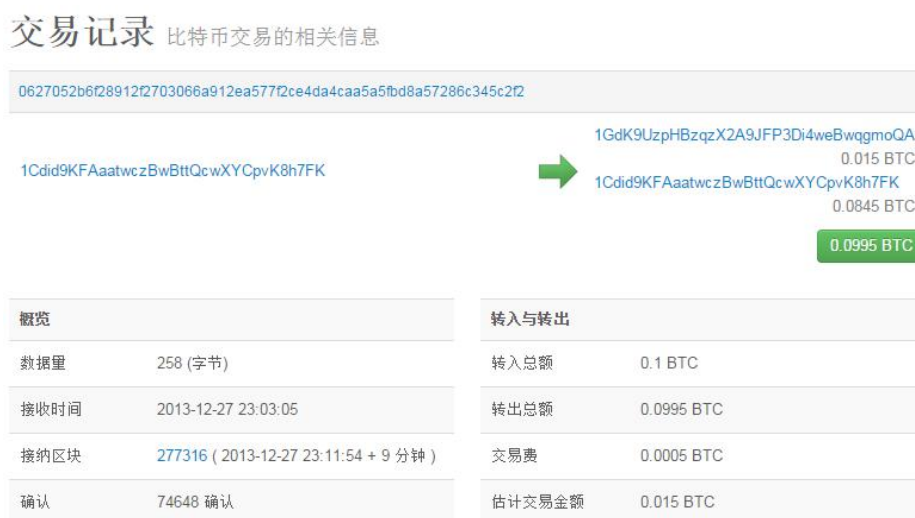 交易记录 比特币交易的相关信息
0627052b6f28912f2703066a912ea577f2ce4da4caa5a5fbd8a57286c345c2f2
1GdK9UzpHBzqzX2A9JFP3Di4weBwqgmoQA
0.015 BTC
1Cdid9KFAaatwczBwBttQcwXYCpvK8h7FK
1Cdid9KFAaatwczBwBttQcwXYCpvK8h7FK
0.0845 BTC
0.0995 BTC
概览
数据量 258 (字节)
接收时间 2013-12-27 23:03:05
接纳区块 277316 ( 2013-12-27 23:11:54 + 9 分钟 )
确认 74648 确认
转入与转出
转入总额 0.1 BTC
转出总额 0.0995 BTC
交易费 0.0005 BTC
估计交易金额 0.015 BTC